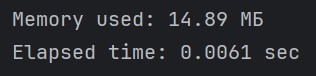 Memory used: 14.89 МБ
Elapsed time: 0.0061 sec